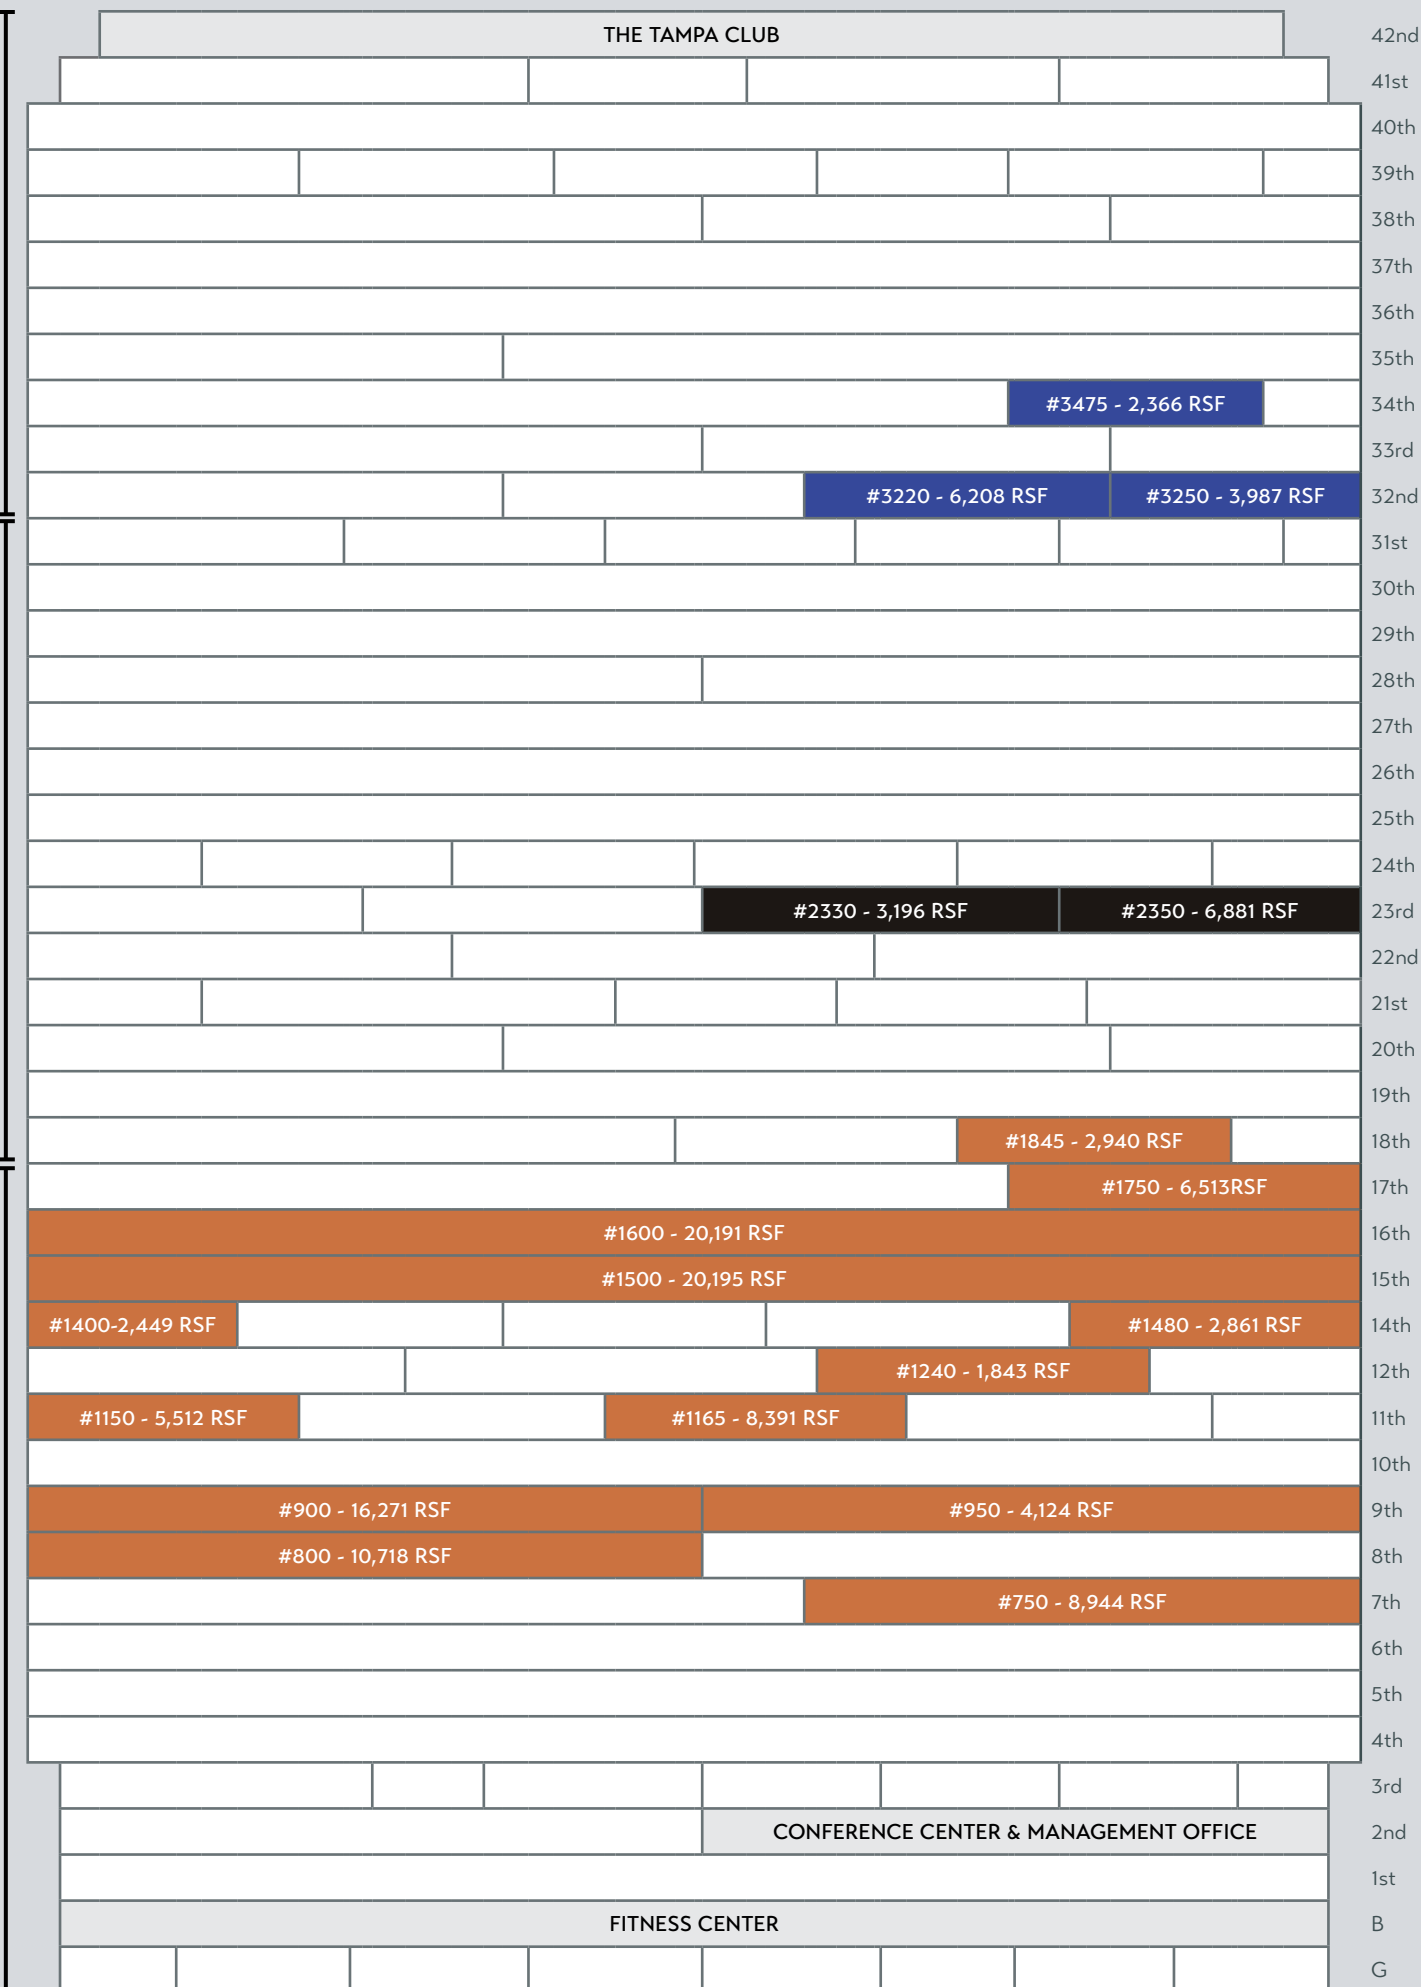 THE TAMPA CLUB 42nd
41st
40th
39th
38th
37th
36th
35th
#3475 - 2,366 RSF 34th
33rd
#3220 - 6,208 RSF #3250 - 3,987 RSF 32nd
31st
30th
29th
28th
27th
26th
25th
24th
#2330 - 3,196 RSF #2350 - 6,881 RSF 23rd
22nd
21st
20th
19th
#1845 - 2,940 RSF 18th
#1750 - 6,513RSF 17th
#1600 - 20,191 RSF 16th
#1500 - 20,195 RSF 15th
#1400-2,449 RSF #1480 - 2,861 RSF 14th
#1240 - 1,843 RSF 12th
#1150 - 5,512 RSF #1165 - 8,391 RSF 11th
10th
#900 - 16,271 RSF #950 - 4,124 RSF 9th
#800 - 10,718 RSF 8th
#750 - 8,944 RSF 7th
6th
5th
4th
3rd
CONFERENCE CENTER & MANAGEMENT OFFICE 2nd
1st
FITNESS CENTER B
G